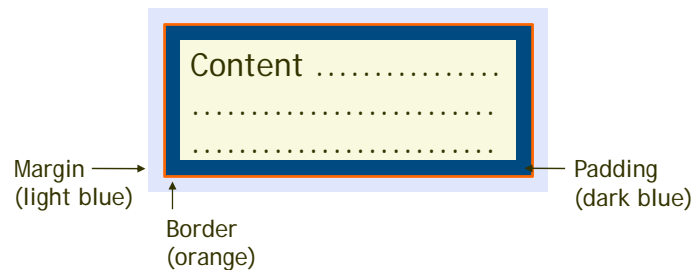 Content ................
..........................
..........................
Margin
(light blue)
Padding
(dark blue)
Border
(orange)